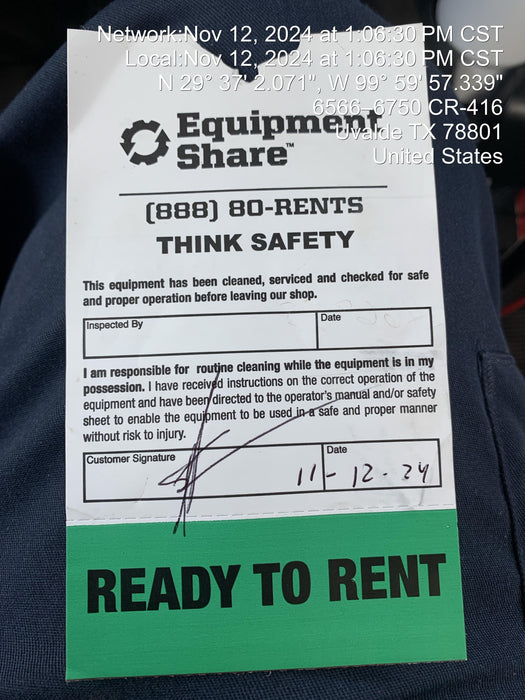 Network:Nov 12, 2024 at 1:06:30 PM CST
Local:Nov 12, 2024 at 1:06:30 PM CST
N 29° 37' 2.071", W 99° 59' 57.339"
6566–6750 CR-416
Uvalde TX 78801
United States
Equipment
Share™
(888) 80-RENTS
THINK SAFETY
This equipment has been cleaned, serviced and checked for safe
and proper operation before leaving our shop.
Inspected By
Date
I am responsible for routine cleaning while the equipment is in my
possession. I have received instructions on the correct operation of the
equipment and have been directed to the operator's manual and/or safety
sheet to enable the equipment to be used in a safe and proper manner
without risk to injury.
Customer Signature
Date
11-12-24
READY TO RENT